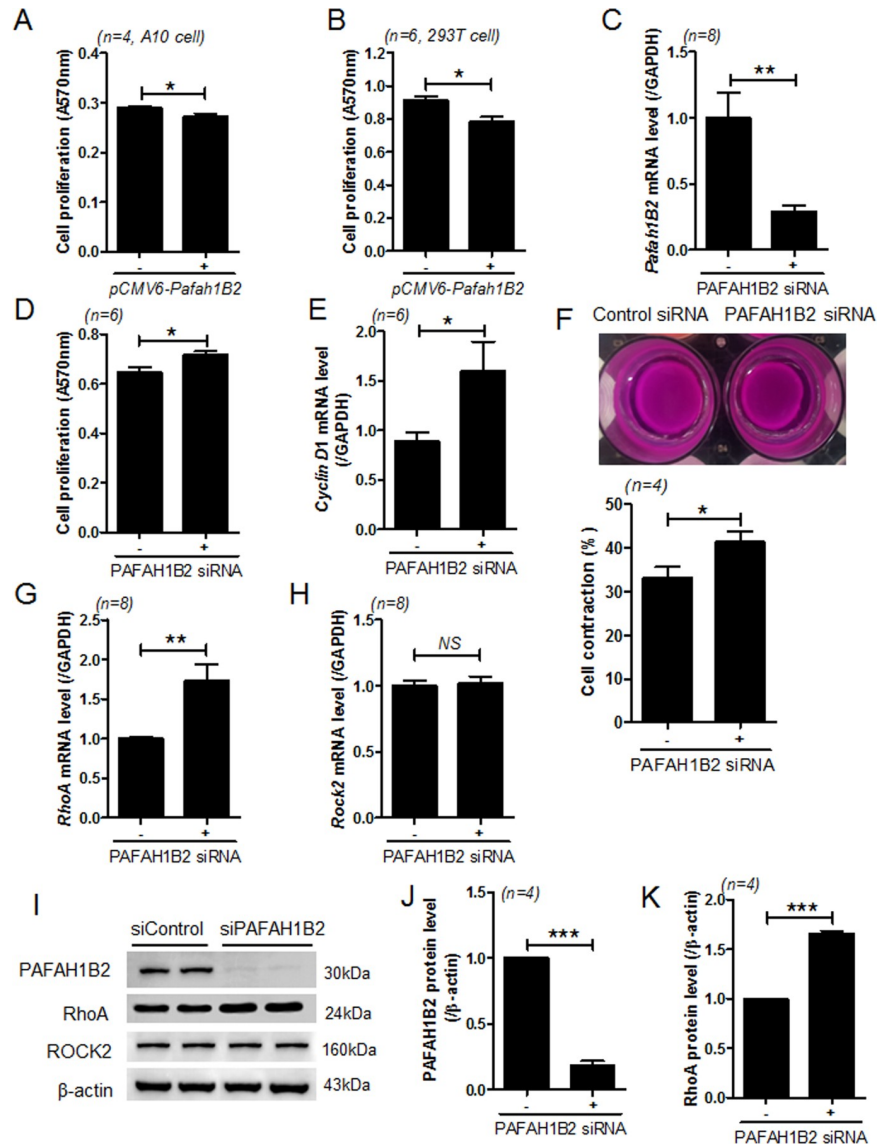 A
(n=4, A10 cell)
Cell proliferation (A570nm)
0.4
0.3
0.2
0.1
0.0
*
- +
pCMV6-Pafah1B2
B
(n=6, 293T cell)
Cell proliferation (A570nm)
1.2
1.0
0.8
0.6
0.4
0.2
0.0
*
- +
pCMV6-Pafah1B2
C
(n=8)
Pafah1B2 mRNA level (/GAPDH)
1.5
1.0
0.5
0.0
**
- +
PAFAH1B2 siRNA
D
(n=6)
Cell proliferation (A570nm)
0.8
0.6
0.4
0.2
0.0
*
- +
PAFAH1B2 siRNA
E
(n=6)
Cyclin D1 mRNA level
(/GAPDH)
2.0
1.5
1.0
0.5
0.0
*
- +
PAFAH1B2 siRNA
F
Control siRNA PAFAH1B2 siRNA
(n=4)
Cell contraction (%)
50
40
30
20
10
0
*
- +
PAFAH1B2 siRNA
G
(n=8)
RhoA mRNA level (/GAPDH)
2.5
2.0
1.5
1.0
0.5
0.0
**
- +
PAFAH1B2 siRNA
H
(n=8)
Rock2 mRNA level (/GAPDH)
1.5
1.0
0.5
0.0
NS
- +
PAFAH1B2 siRNA
I
siControl siPAFAH1B2
PAFAH1B2 30kDa
RhoA 24kDa
ROCK2 160kDa
β-actin 43kDa
J
(n=4)
PAFAH1B2 protein level
(/β-actin)
1.5
1.0
0.5
0.0
***
- +
PAFAH1B2 siRNA
K
(n=4)
RhoA protein level (/β-actin)
2.0
1.5
1.0
0.5
0.0
***
- +
PAFAH1B2 siRNA